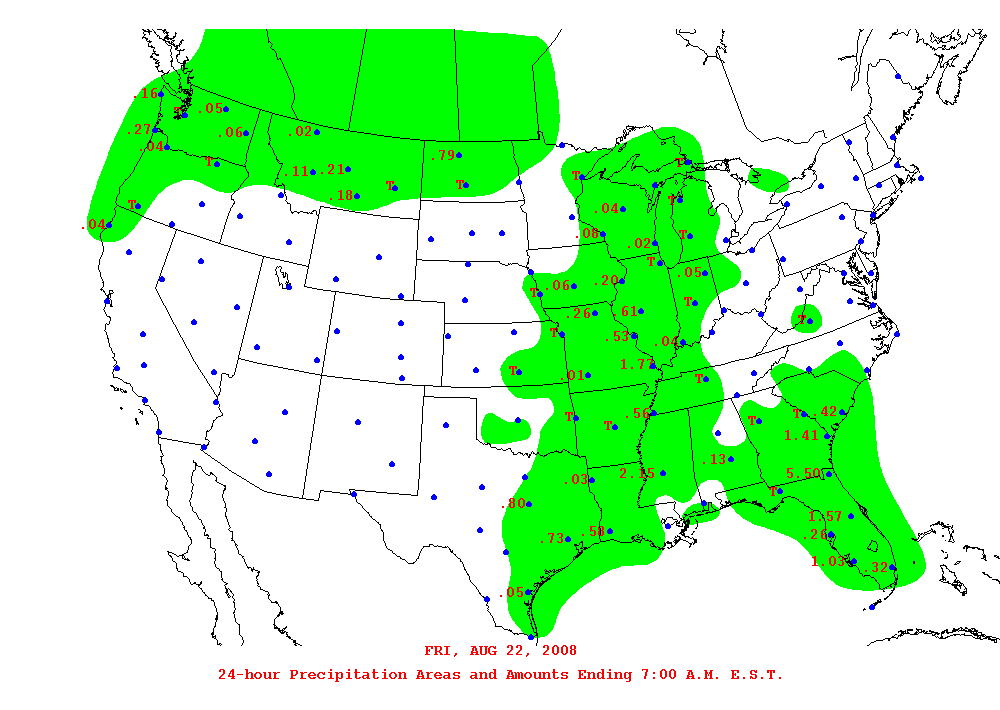 .16
.05
T
.27
.06
.02
.04
.79
T
T
.11 .21
T
T
T
.18
T
T
.04
.04
.08
T
.02
T
.05
.20
.06
T
T
.26
.61
T
T
.53
.04
1.77
T
.01
T
.56
T
.42
T
T
T
1.41
.13
2.15
5.50
.03
T
.80
1.57
.58
.26
.73
1.03
.32
.05
FRI, AUG 22, 2008
24-hour Precipitation Areas and Amounts Ending 7:00 A.M. E.S.T.